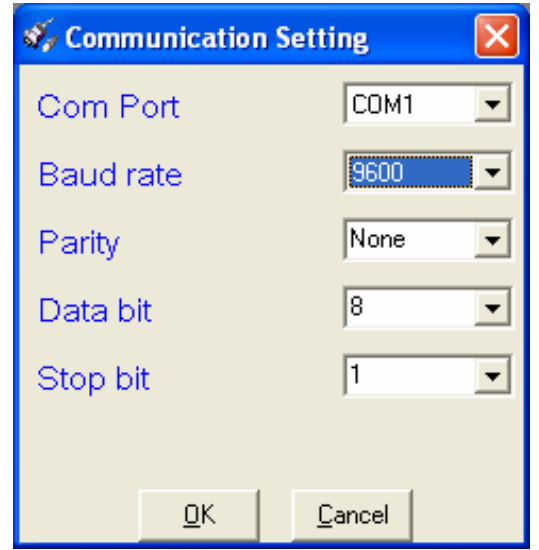 Communication Setting
Com Port COM1
Baud rate 9600
Parity None
Data bit 8
Stop bit 1
OK Cancel